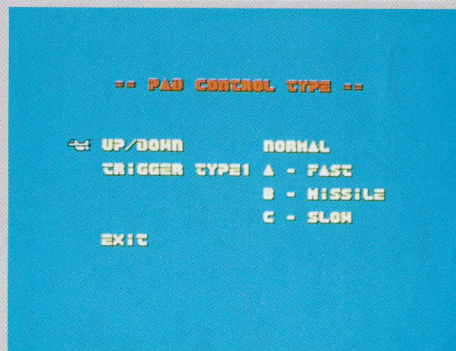 == PAD CONTROL TYPE ==
UP/DOWN NORMAL
TRIGGER TYPE1 A - FAST
B - MISSILE
C - SLOW
EXIT